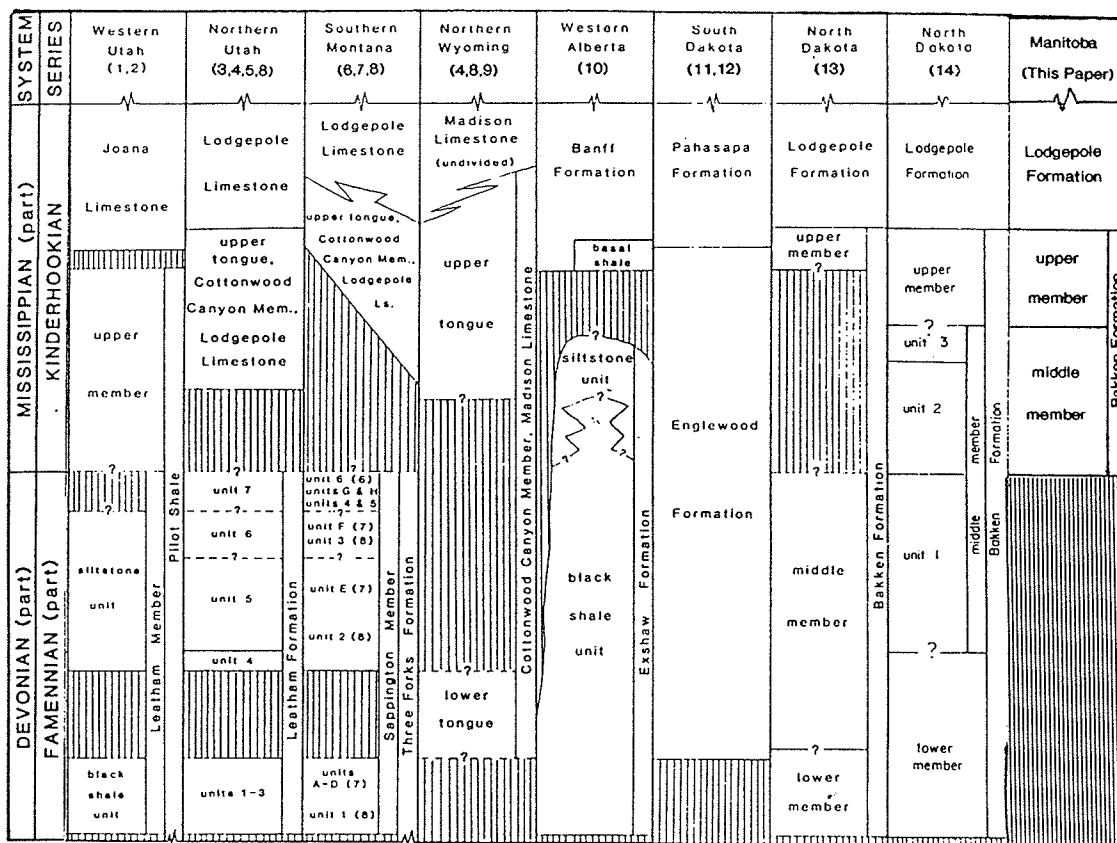 SYSTEM
SERIES
Western
Utah
(1,2)
Northern
Utah
(3,4,5,8)
Southern
Montana
(6,7,8)
Northern
Wyoming
(4,8,9)
Western
Alberta
(10)
South
Dakota
(11,12)
North
Dakota
(13)
North
Dakota
(14)
Manitoba
(This Paper)
MISSISSIPPIAN (part)
KINDERHOOKIAN
DEVONIAN (part)
FAMENNIAN (part)
Joana
Limestone
upper
member
?
?
siltstone
unit
black
shale
unit
Leatham Member
Pilot Shale
Lodgepole
Limestone
upper
tongue,
Cottonwood
Canyon Mem.,
Lodgepole
Limestone
?
unit 7
?
unit 6
?
unit 5
unit 4
units 1-3
Leatham Formation
Lodgepole
Limestone
upper tongue,
Cottonwood
Canyon Mem.,
Lodgepole
Ls.
?
unit 6 (6)
units G & H
units 4 & 5
?
unit F (7)
unit 3 (8)
?
unit E (7)
unit 2 (8)
units
A-D (7)
unit 1 (8)
Sappington Member
Three Forks Formation
Madison
Limestone
(undivided)
upper
tongue
?
?
lower
tongue
?
Cottonwood Canyon Member, Madison Limestone
Banff
Formation
basal
shale
?
siltstone
unit
?
?
?
black
shale
unit
Exshaw Formation
Pahasapa
Formation
Englewood
Formation
Lodgepole
Formation
upper
member
?
?
middle
member
?
lower
member
Bakken Formation
Lodgepole
Formation
upper
member
?
unit 3
unit 2
unit 1
?
lower
member
middle member
Bakken Formation
Lodgepole
Formation
upper
member
middle
member
Bakken Formation